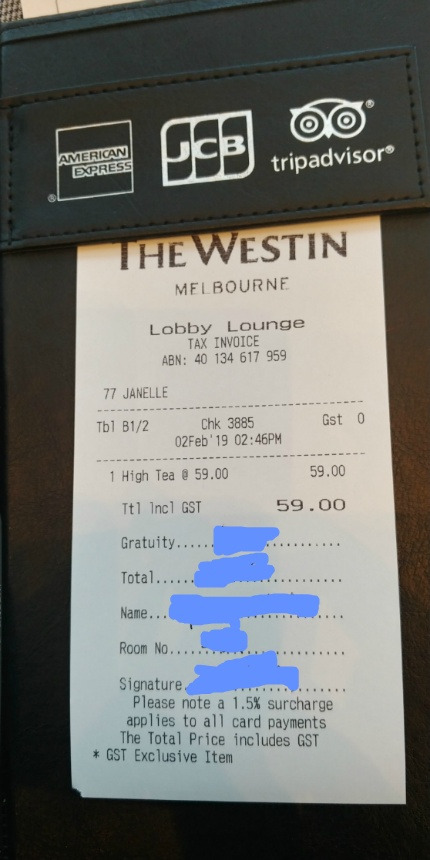 AMERICAN
EXPRESS
®
JCB
®
tripadvisor®
THE WESTIN
MELBOURNE
Lobby Lounge
TAX INVOICE
ABN: 40 134 617 959
77 JANELLE
Tbl B1/2 Chk 3885 Gst 0
02Feb'19 02:46PM
1 High Tea @ 59.00 59.00
Ttl Incl GST 59.00
Gratuity.....
Total.....
Name...
Room No....
Signature
Please note a 1.5% surcharge
applies to all card payments
The Total Price includes GST
* GST Exclusive Item